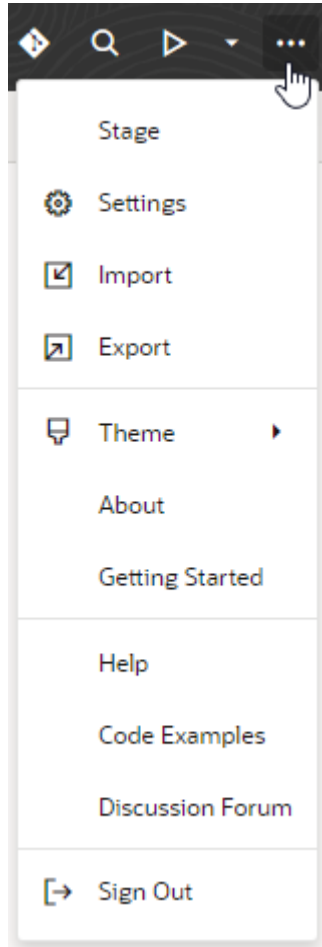 Stage
Settings
Import
Export
Theme
About
Getting Started
Help
Code Examples
Discussion Forum
Sign Out